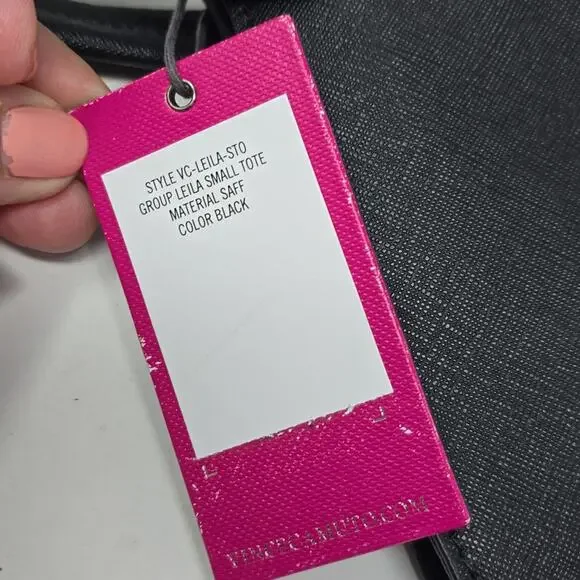 STYLE VC-LEILA-STO
GROUP LEILA SMALL TOTE
MATERIAL SAFF
COLOR BLACK
VINCECAMUTO.COM